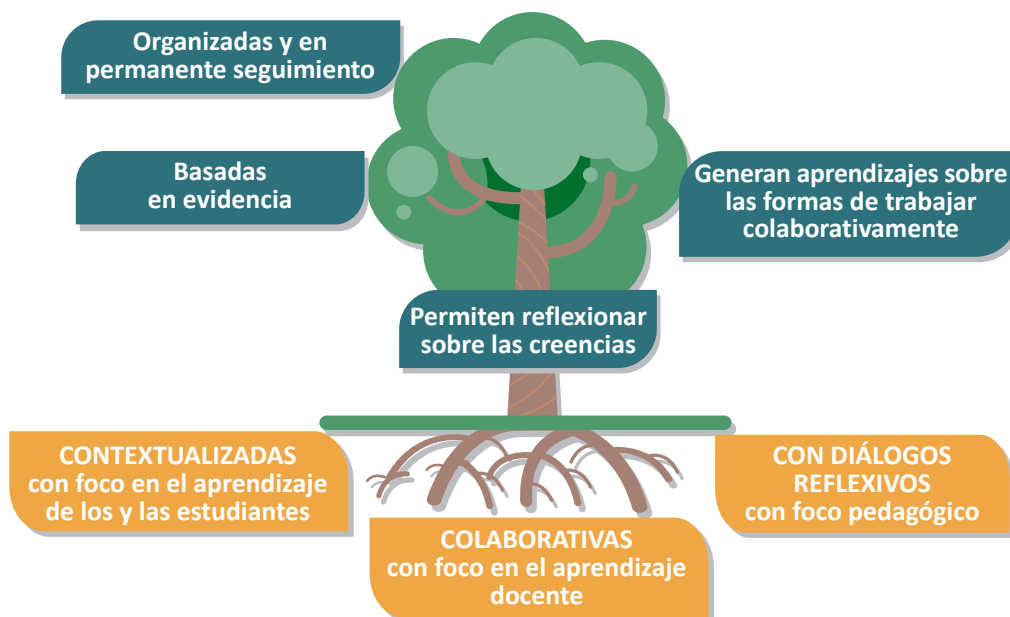 Organizadas y en
permanente seguimiento
Basadas
en evidencia
Generan aprendizajes sobre
las formas de trabajar
colaborativamente
Permiten reflexionar
sobre las creencias
CONTEXTUALIZADAS
con foco en el aprendizaje
de los y las estudiantes
COLABORATIVAS
con foco en el aprendizaje
docente
CON DIÁLOGOS
REFLEXIVOS
con foco pedagógico